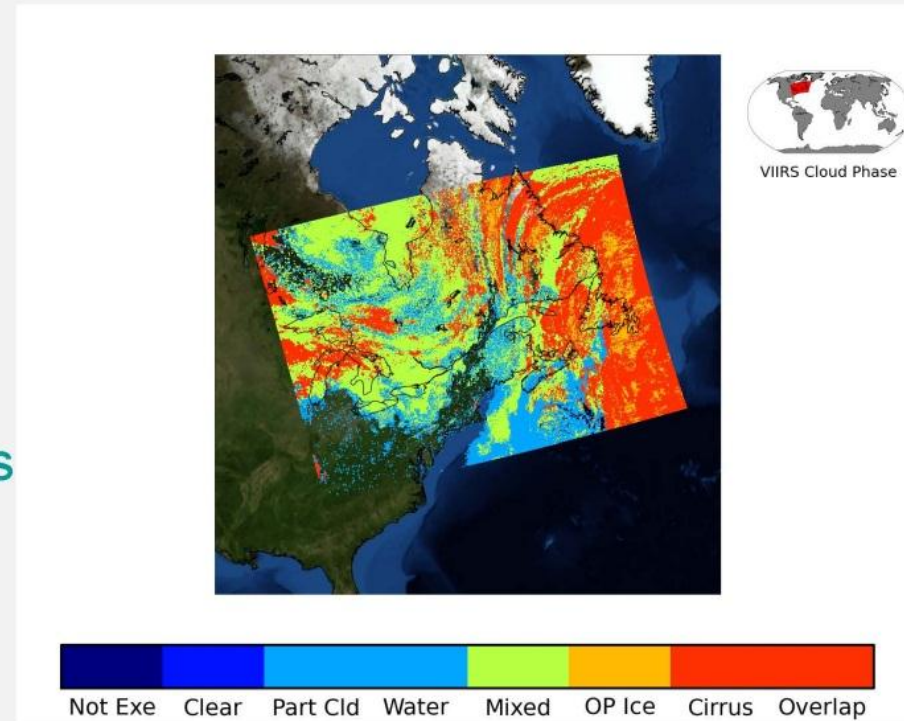 VIIRS Cloud Phase
s
Not Exe Clear Part Cld Water Mixed OP Ice Cirrus Overlap